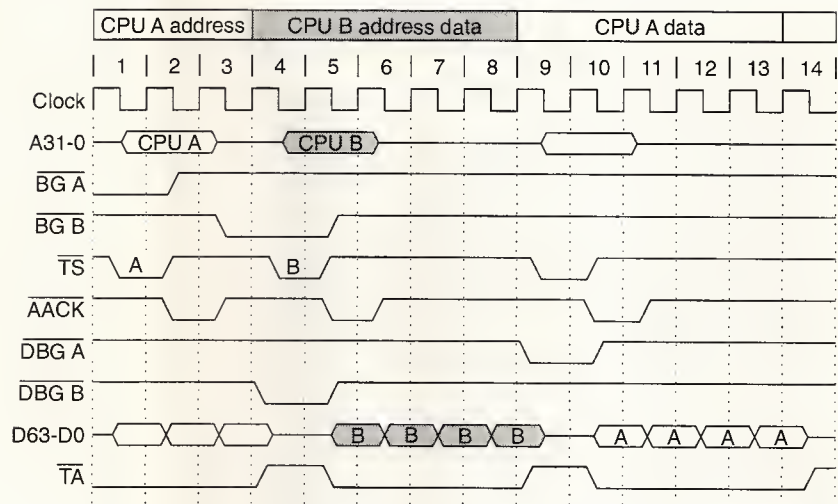 CPU A address CPU B address data CPU A data
1 2 3 4 5 6 7 8 9 10 11 12 13 14
Clock
A31-0 CPU A CPU B
BG A
BG B
TS A B
AACK
DBG A
DBG B
D63-D0 B B B B A A A A
TA